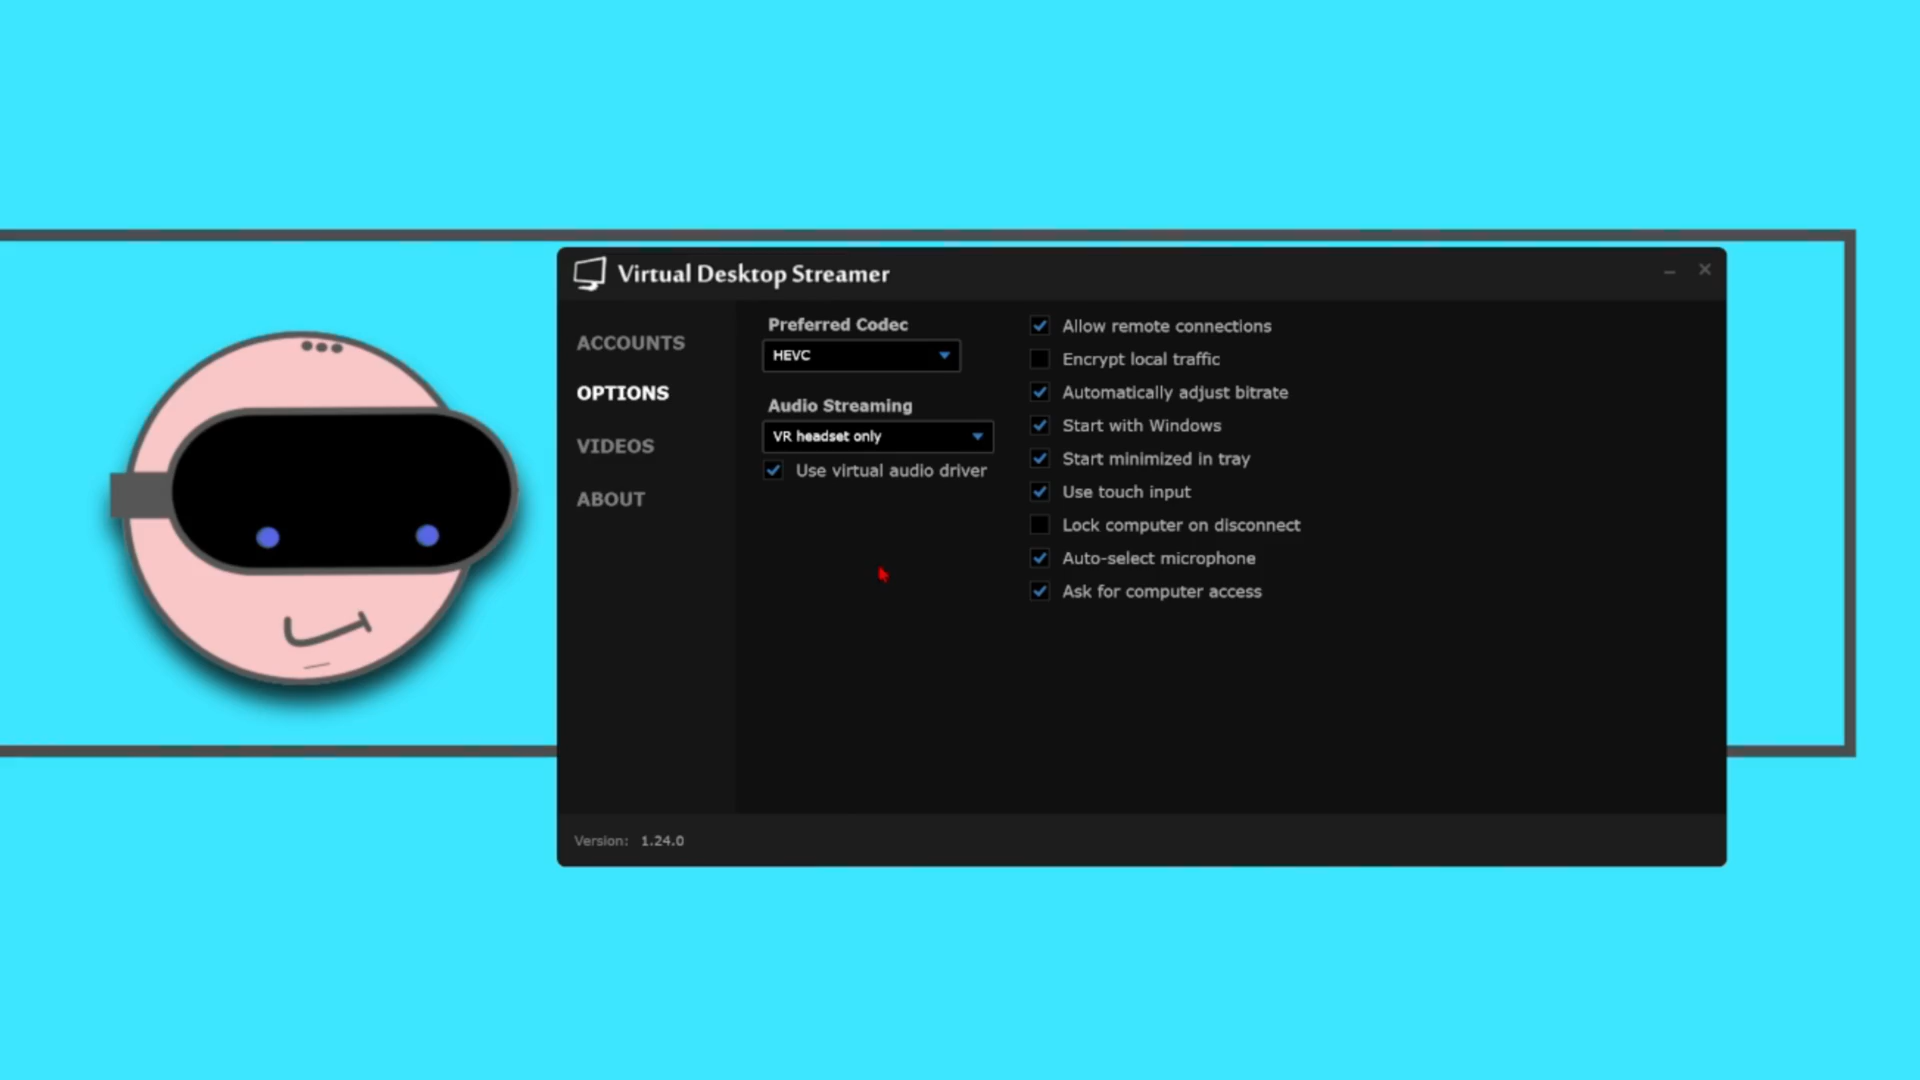 Virtual Desktop Streamer
ACCOUNTS
OPTIONS
VIDEOS
ABOUT
Preferred Codec
HEVC
Audio Streaming
VR headset only
Use virtual audio driver
Allow remote connections
Encrypt local traffic
Automatically adjust bitrate
Start with Windows
Start minimized in tray
Use touch input
Lock computer on disconnect
Auto-select microphone
Ask for computer access
Version: 1.24.0